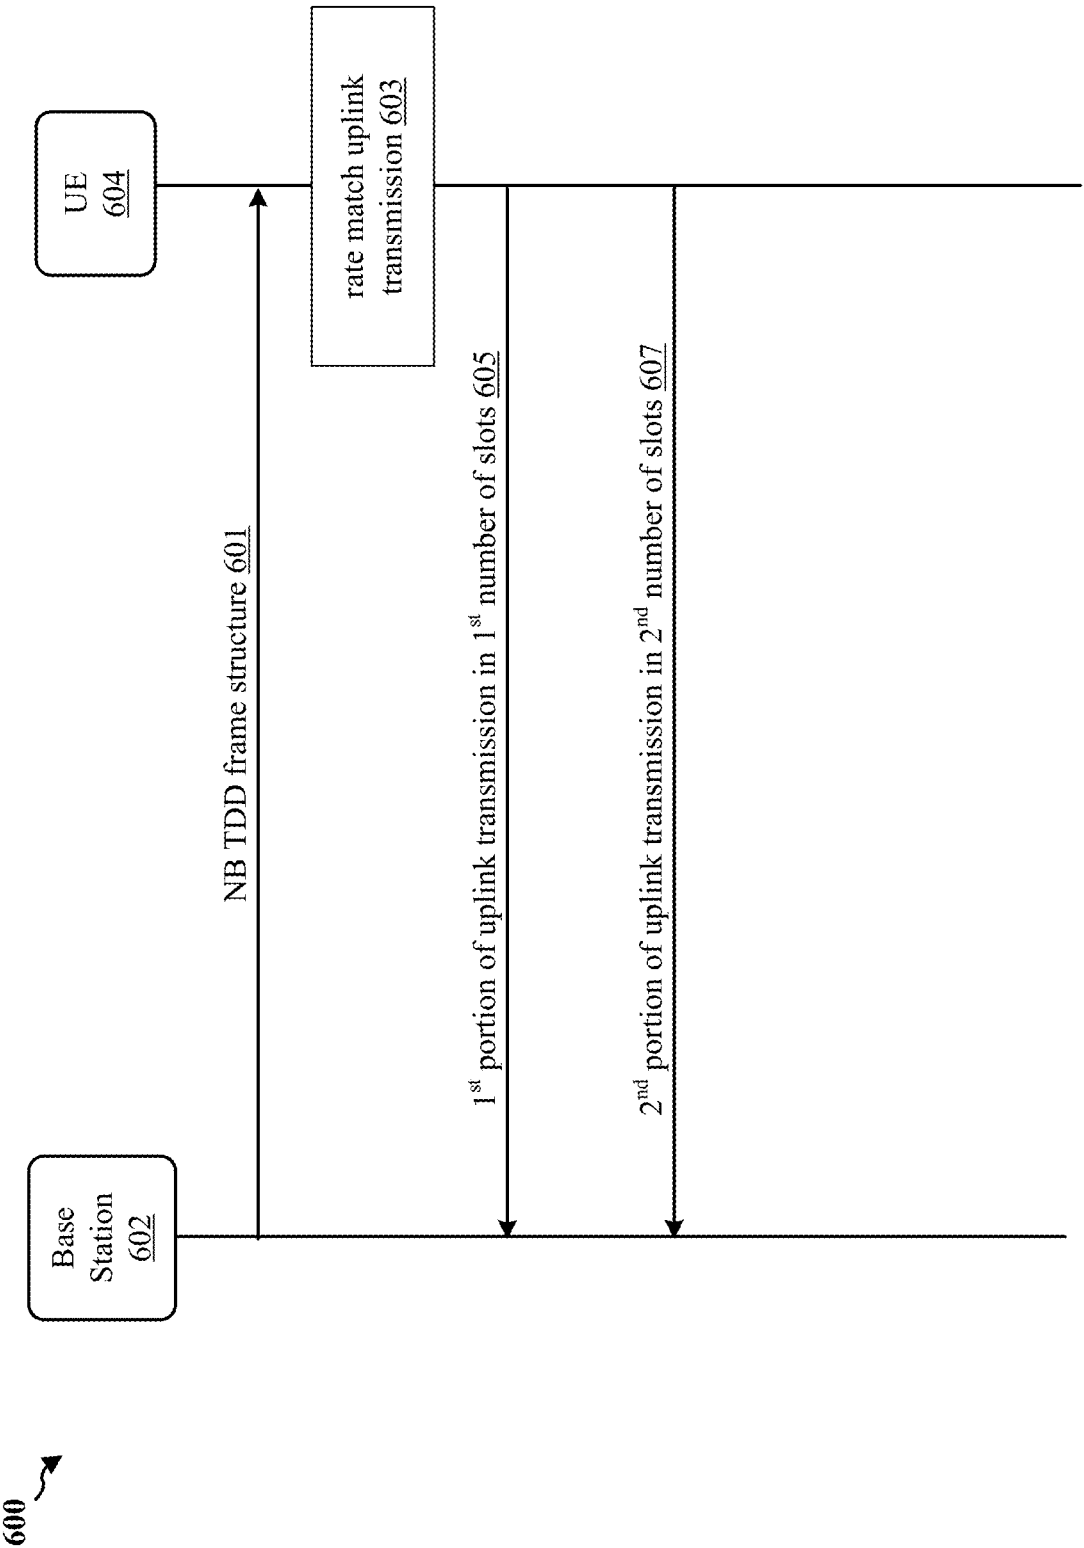 600
Base
Station
602
UE
604
NB TDD frame structure 601
rate match uplink
transmission 603
1st portion of uplink transmission in 1st number of slots 605
2nd portion of uplink transmission in 2nd number of slots 607